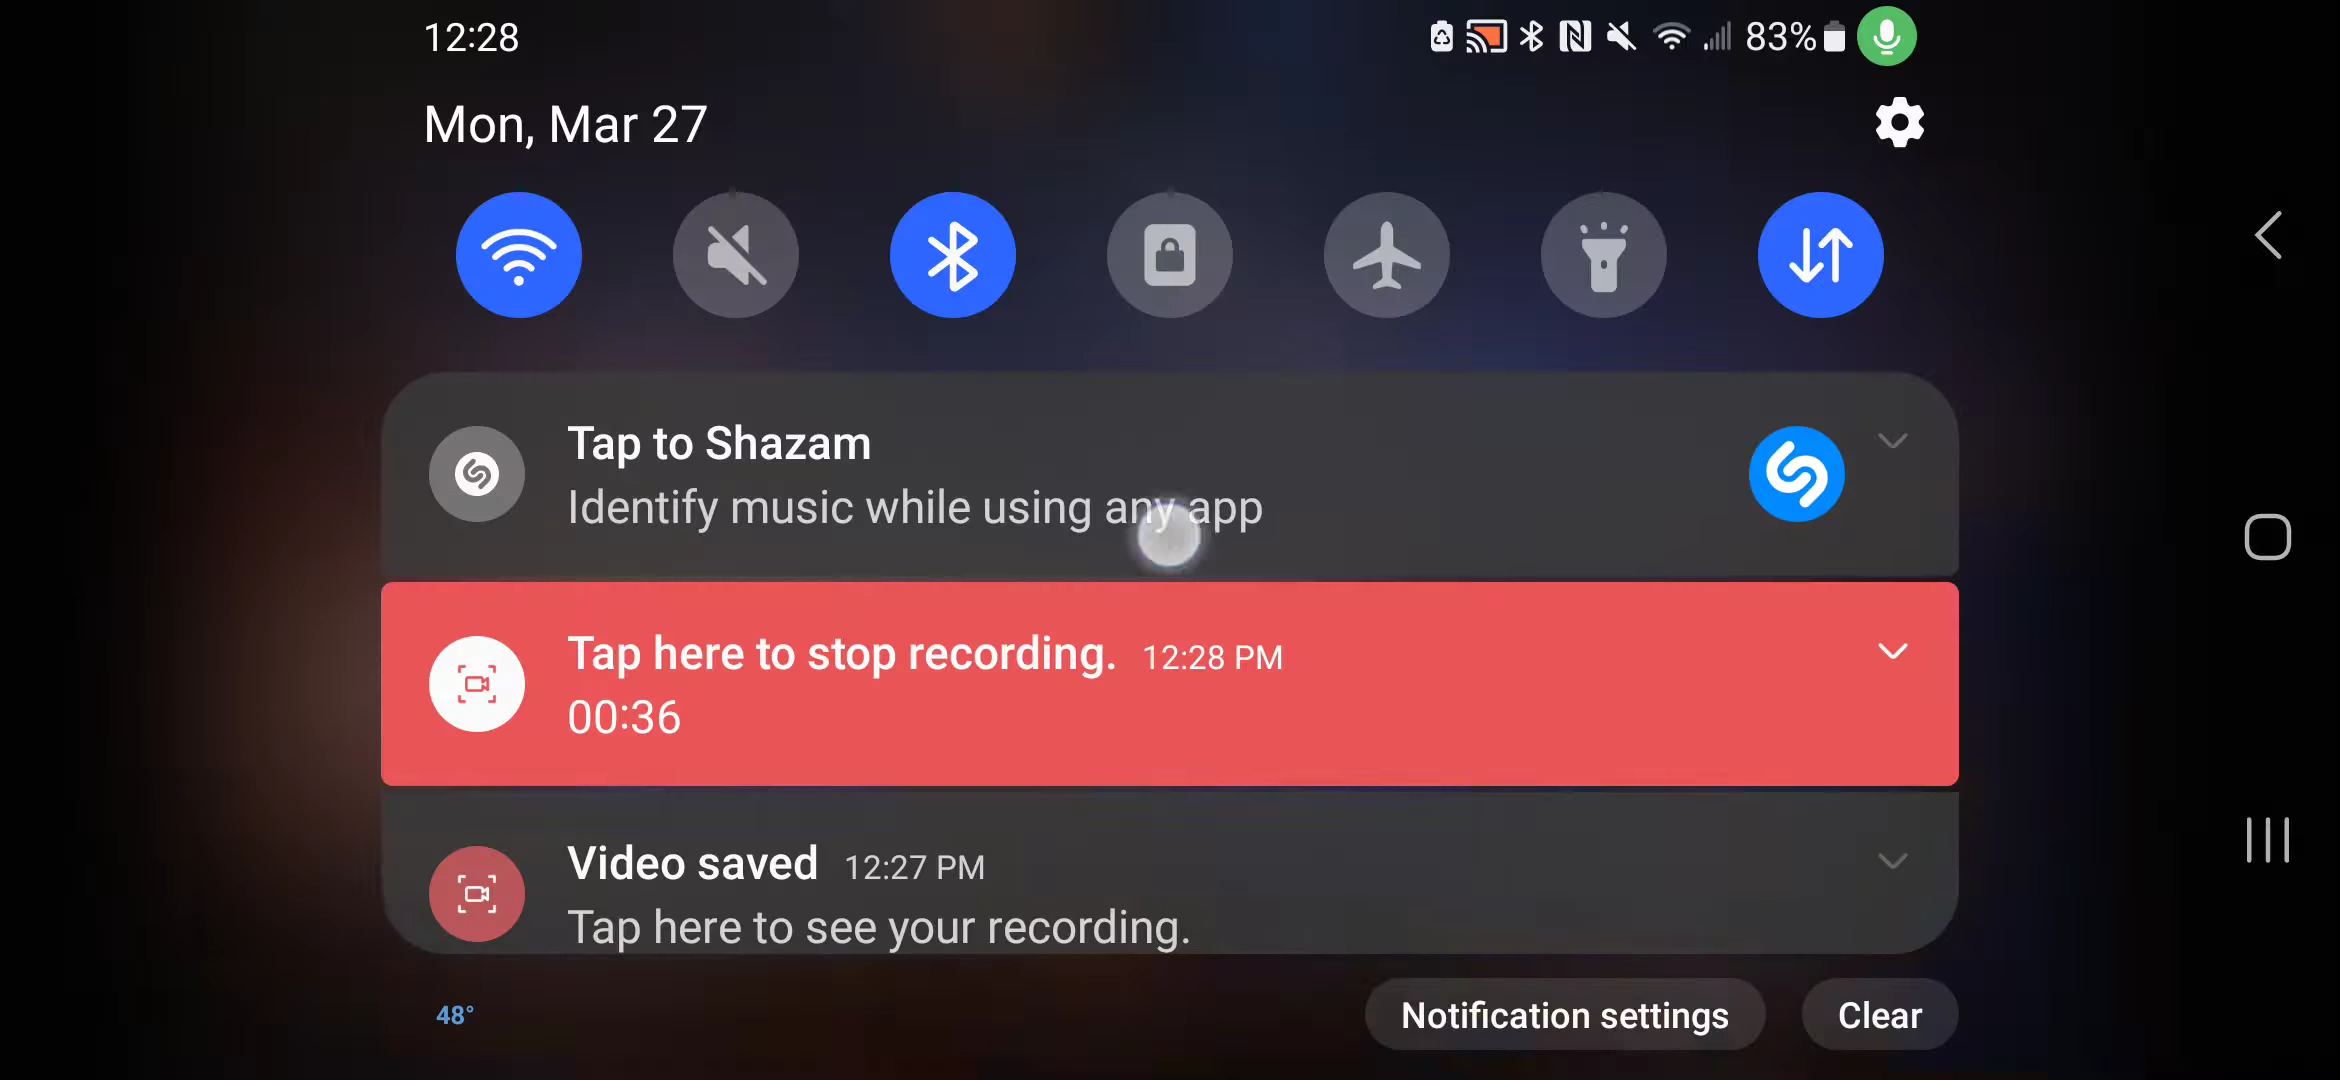 12:28
83%
Mon, Mar 27
Tap to Shazam
Identify music while using any app
Tap here to stop recording. 12:28 PM
00:36
Video saved 12:27 PM
Tap here to see your recording.
48°
Notification settings
Clear